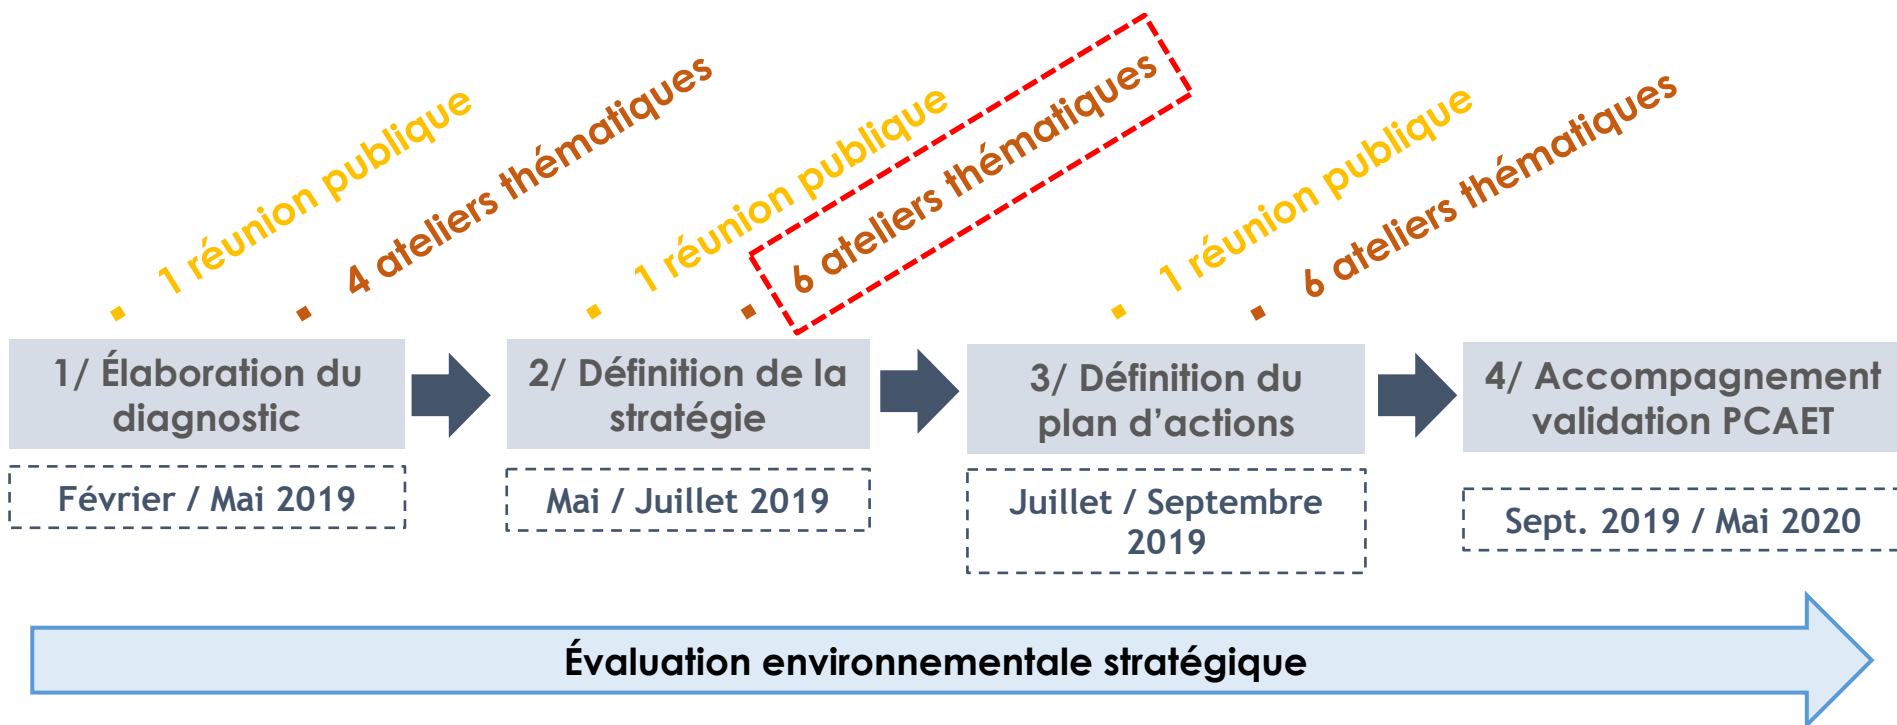 ▪ 1 réunion publique
▪ 4 ateliers thématiques
▪ 1 réunion publique
▪ 6 ateliers thématiques
▪ 1 réunion publique
▪ 6 ateliers thématiques
1/ Élaboration du
diagnostic
2/ Définition de la
stratégie
3/ Définition du
plan d’actions
4/ Accompagnement
validation PCAET
Février / Mai 2019
Mai / Juillet 2019
Juillet / Septembre
2019
Sept. 2019 / Mai 2020
Évaluation environnementale stratégique